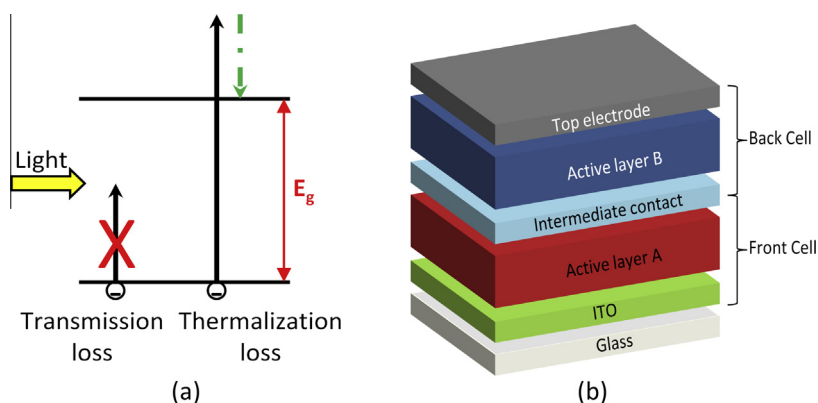 Light
E_g
Transmission
loss
Thermalization
loss
(a)
Top electrode
Active layer B
Intermediate contact
Active layer A
ITO
Glass
Back Cell
Front Cell
(b)